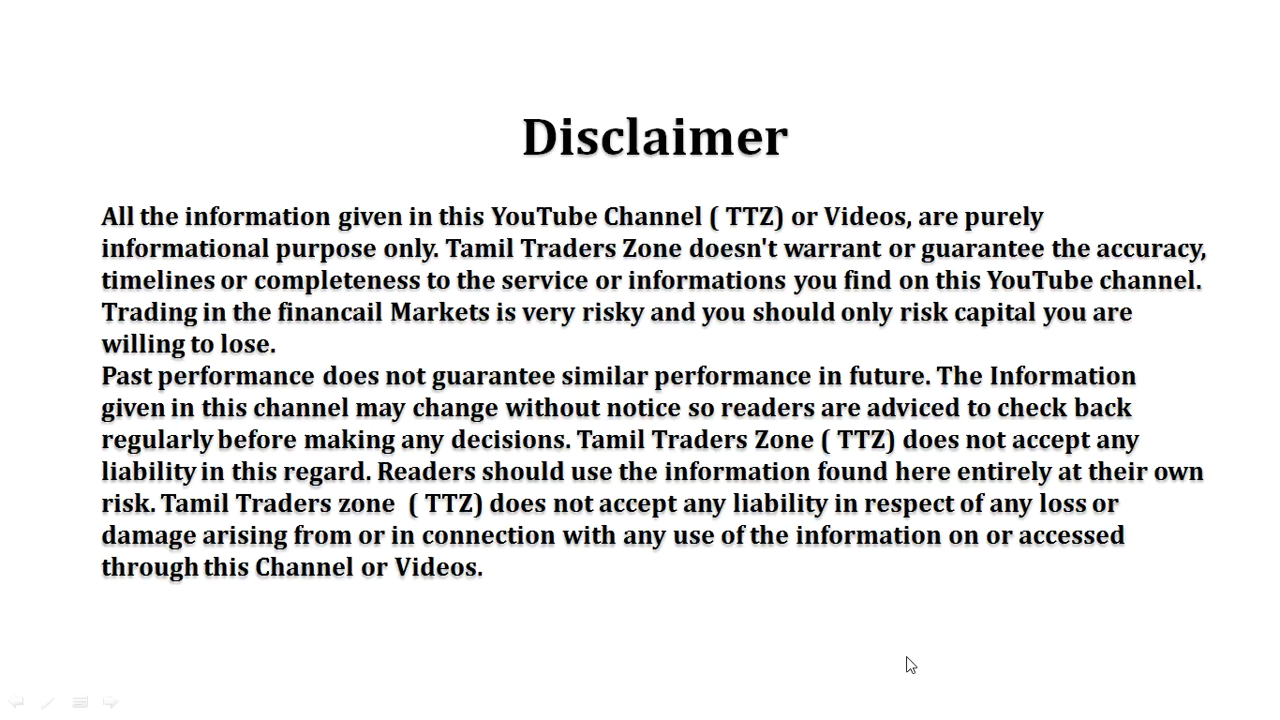 Disclaimer
All the information given in this YouTube Channel ( TTZ) or Videos, are purely
informational purpose only. Tamil Traders Zone doesn't warrant or guarantee the accuracy,
timelines or completeness to the service or informations you find on this YouTube channel.
Trading in the financail Markets is very risky and you should only risk capital you are
willing to lose.
Past performance does not guarantee similar performance in future. The Information
given in this channel may change without notice so readers are adviced to check back
regularly before making any decisions. Tamil Traders Zone ( TTZ) does not accept any
liability in this regard. Readers should use the information found here entirely at their own
risk. Tamil Traders zone  ( TTZ) does not accept any liability in respect of any loss or
damage arising from or in connection with any use of the information on or accessed
through this Channel or Videos.